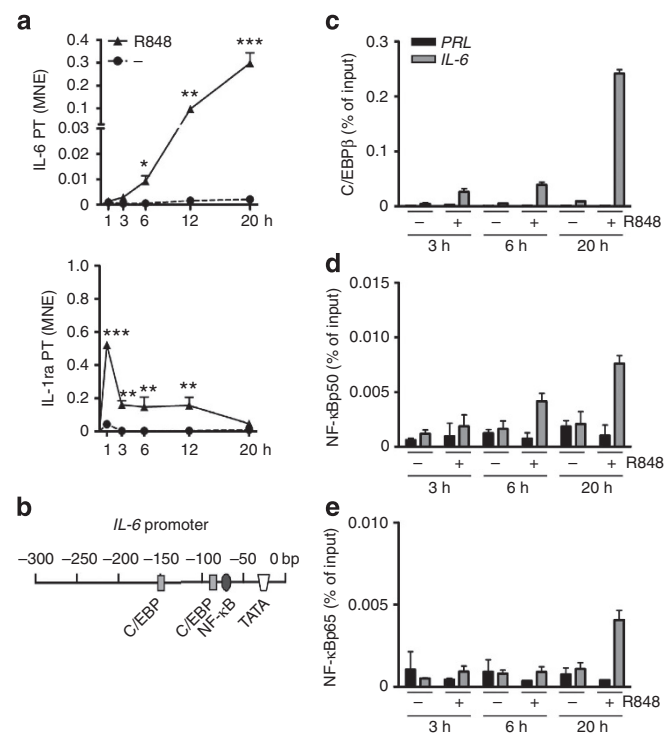 a
R848
–
IL-6 PT (MNE)
0.4
0.3
0.2
0.1
0.03
0.02
0.01
0
*
**
***
1 3 6 12 20 h
IL-1ra PT (MNE)
1.0
0.8
0.6
0.4
0.2
0
***
** ** **
1 3 6 12 20 h
b
IL-6 promoter
–300 –250 –200 –150 –100 –50 0 bp
C/EBP C/EBP NF-κB TATA
c
PRL
IL-6
C/EBPβ (% of input)
0.3
0.2
0.1
0
– + – + – + R848
3 h 6 h 20 h
d
NF-κBp50 (% of input)
0.015
0.010
0.005
0
– + – + – + R848
3 h 6 h 20 h
e
NF-κBp65 (% of input)
0.010
0.005
0
– + – + – + R848
3 h 6 h 20 h